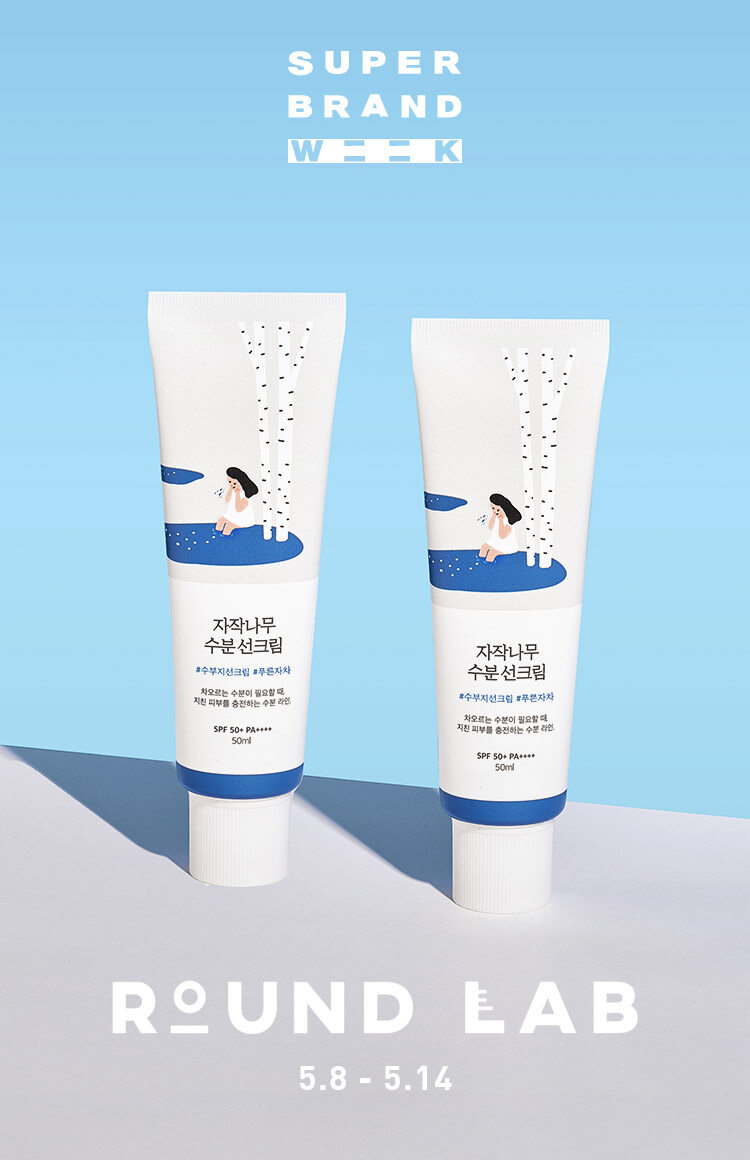 SUPER
BRAND
WEEK
자작나무
수분 선크림
#수부지선크림 #푸른자차
차오르는 수분이 필요할 때,
지친 피부를 충전하는 수분 라인.
SPF 50+ PA++++
50ml
자작나무
수분 선크림
#수부지선크림 #푸른자차
차오르는 수분이 필요할 때,
지친 피부를 충전하는 수분 라인.
SPF 50+ PA++++
50ml
ROUND LAB
5.8 - 5.14